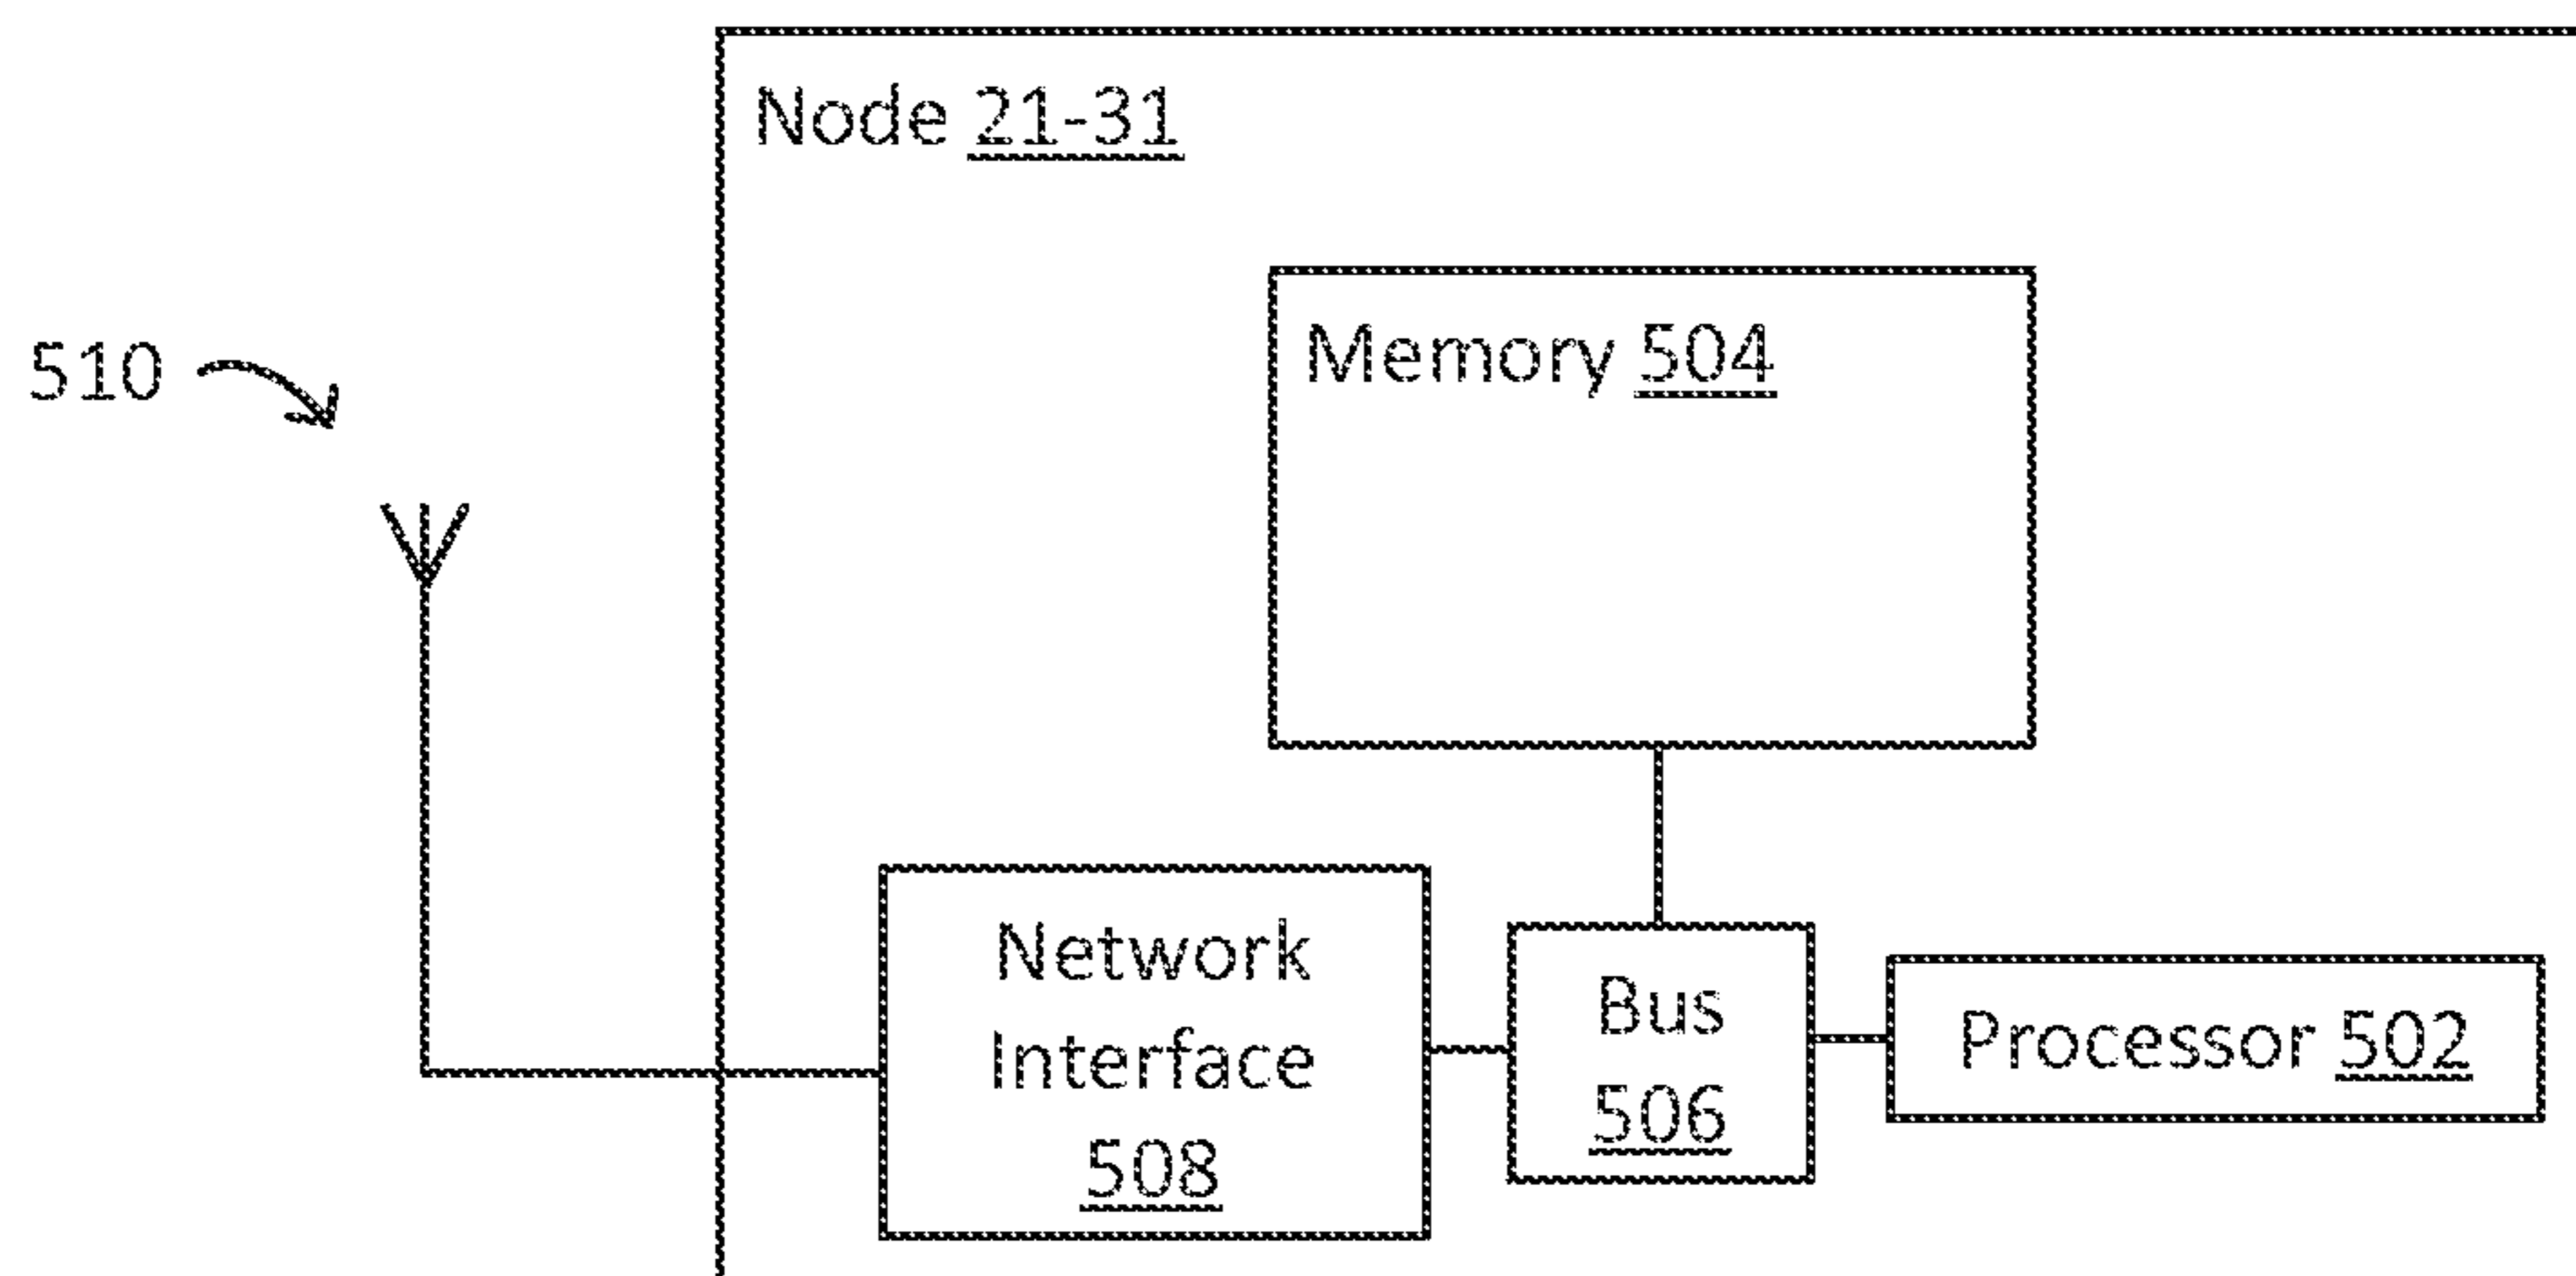 Node 21-31
510
Memory 504
Network
Interface
508
Bus
506
Processor 502